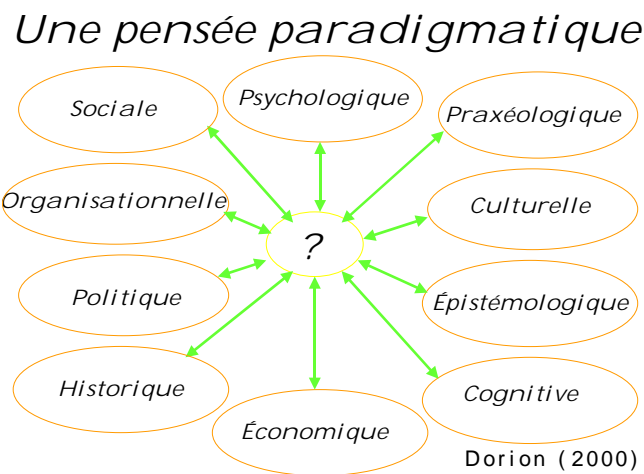 Une pensée paradigmatique
Sociale
Psychologique
Praxéologique
Organisationnelle
Culturelle
?
Politique
Épistémologique
Historique
Cognitive
Économique
Dorion (2000)